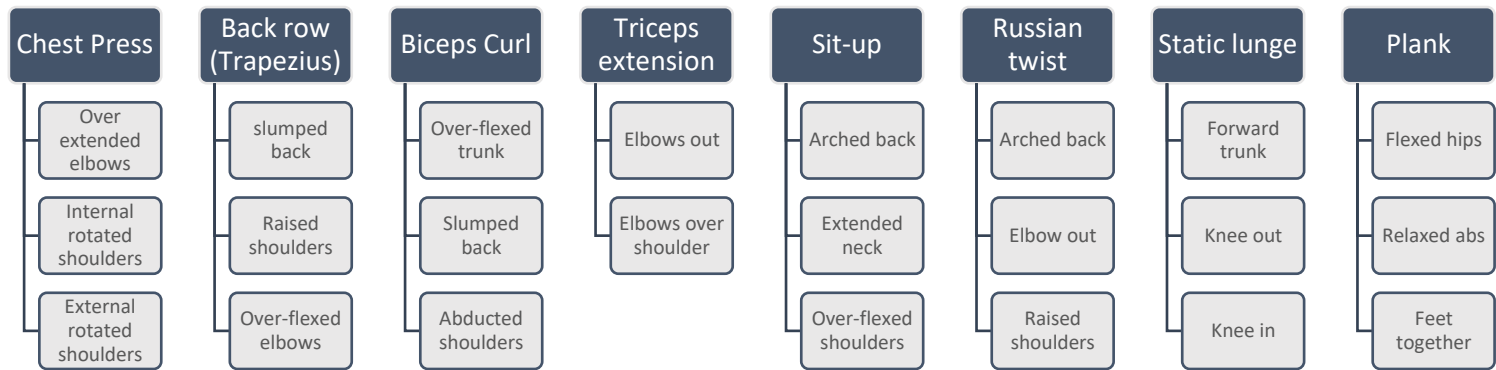 Chest Press
Over
extended
elbows
Internal
rotated
shoulders
External
rotated
shoulders
Back row
(Trapezius)
slumped
back
Raised
shoulders
Over-flexed
elbows
Biceps Curl
Over-flexed
trunk
Slumped
back
Abducted
shoulders
Triceps
extension
Elbows out
Elbows over
shoulder
Sit-up
Arched back
Extended
neck
Over-flexed
shoulders
Russian
twist
Arched back
Elbow out
Raised
shoulders
Static lunge
Forward
trunk
Knee out
Knee in
Plank
Flexed hips
Relaxed abs
Feet
together